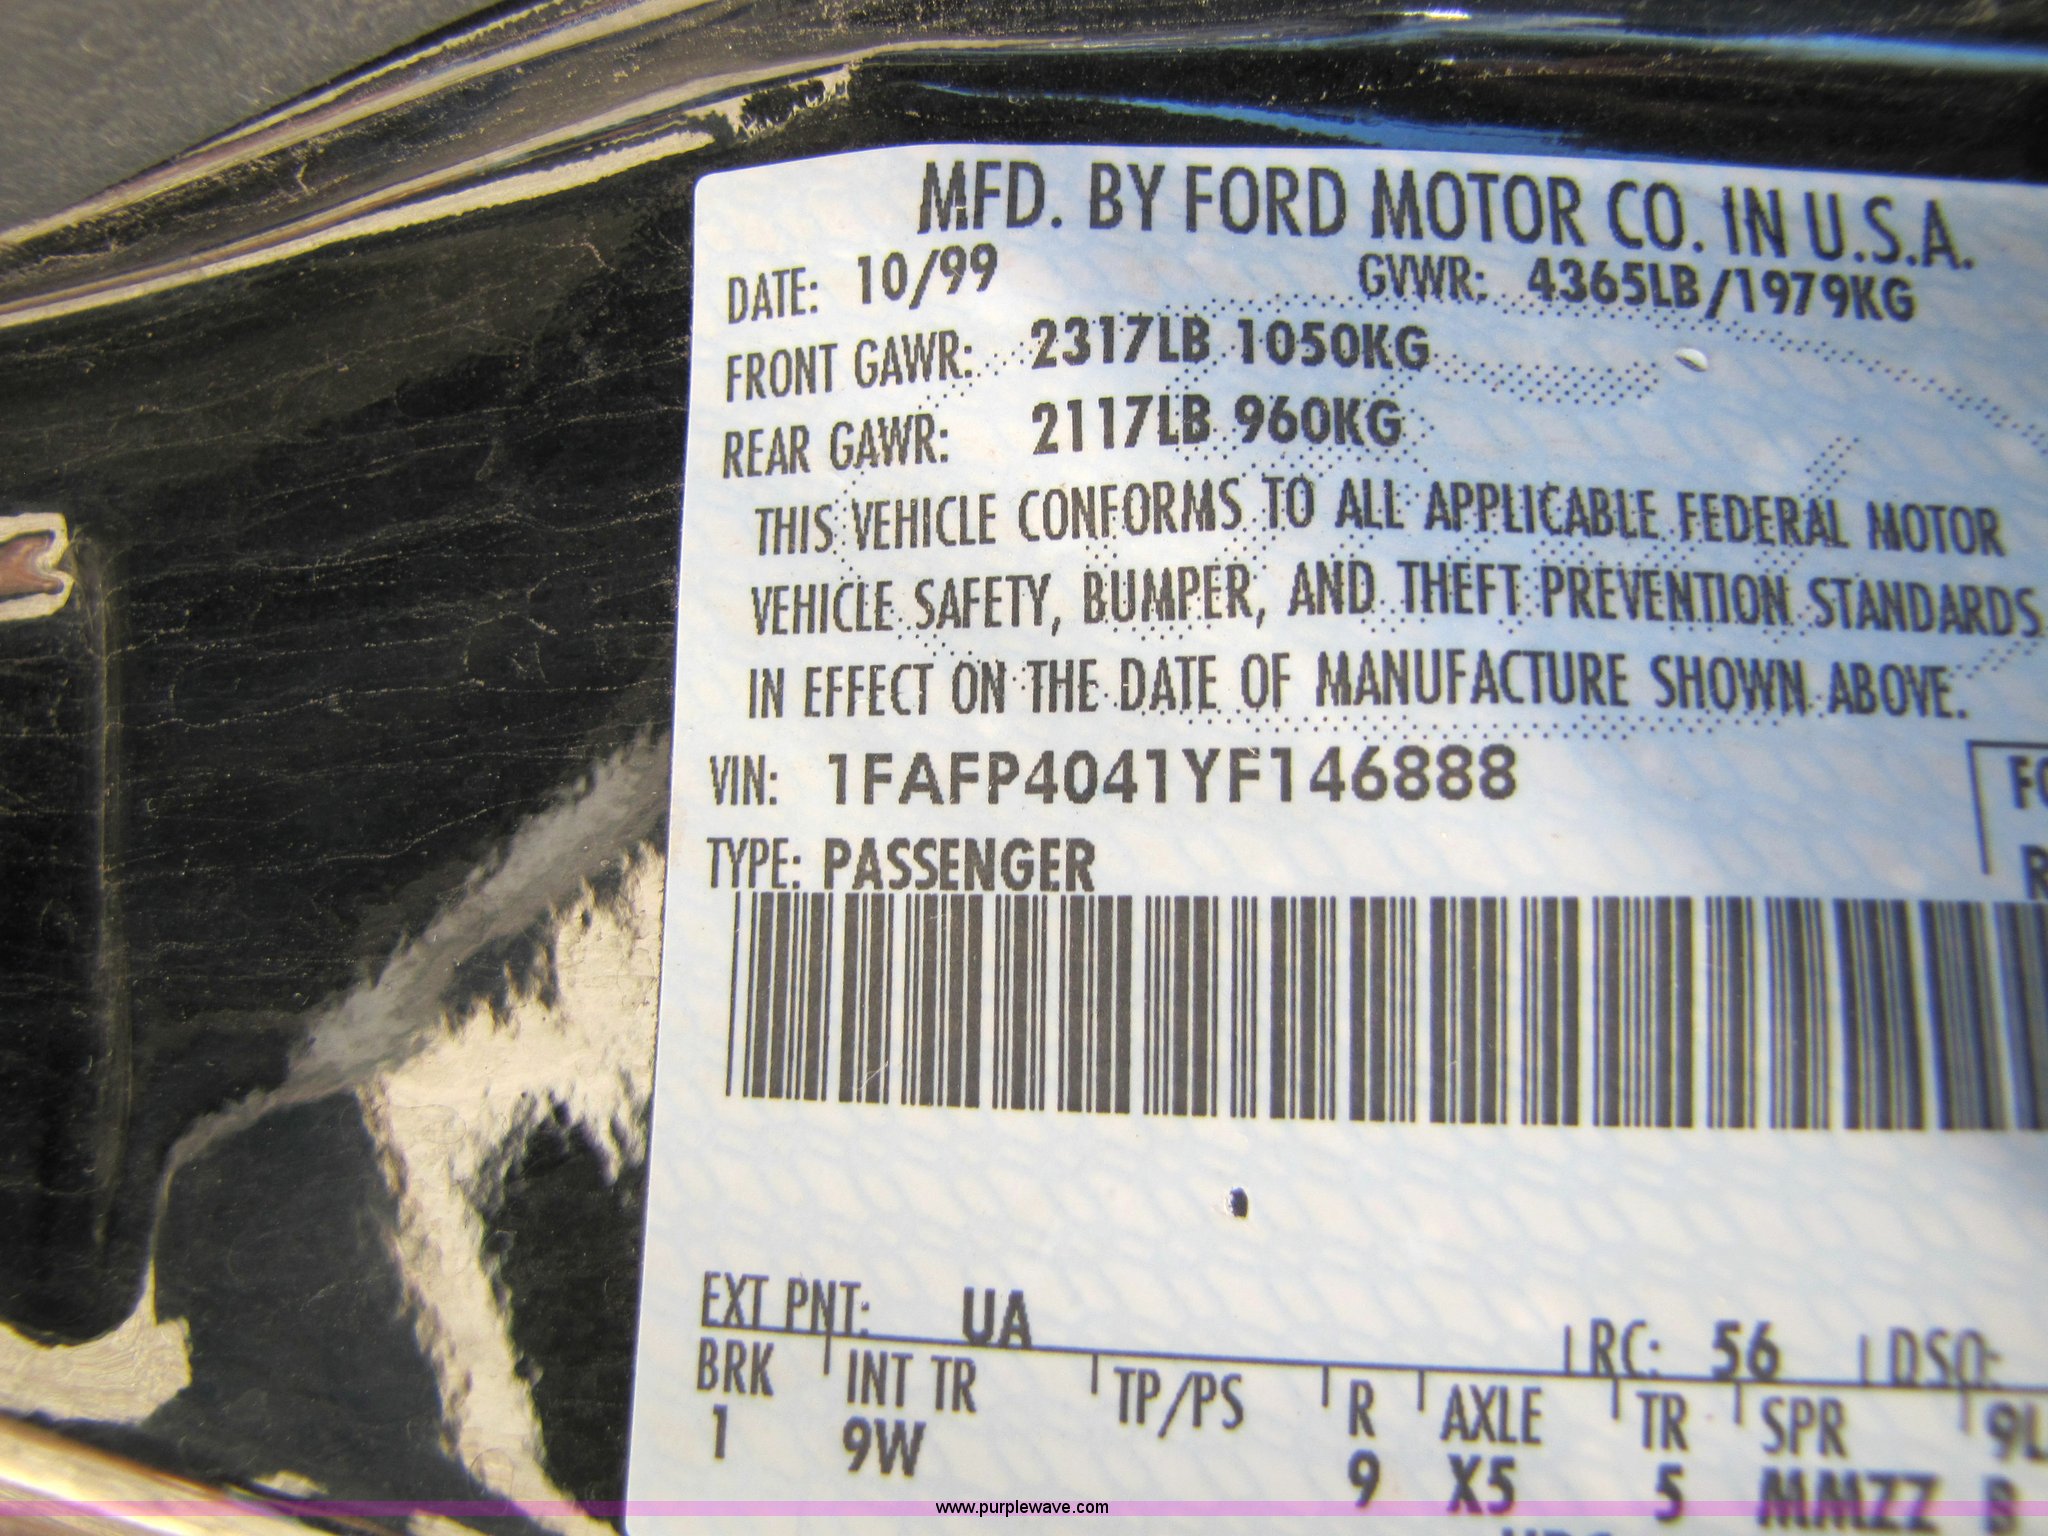 MFD. BY FORD MOTOR CO. IN U.S.A.
DATE: 10/99 GVWR: 4365LB/1979KG
FRONT GAWR: 2317LB 1050KG
REAR GAWR: 2117LB 960KG
THIS VEHICLE CONFORMS TO ALL APPLICABLE FEDERAL MOTOR
VEHICLE SAFETY, BUMPER, AND THEFT PREVENTION STANDARDS
IN EFFECT ON THE DATE OF MANUFACTURE SHOWN ABOVE.
VIN: 1FAFP4041YF146888
TYPE: PASSENGER
EXT PNT: UA RC: 56 DSO:
BRK INT TR TP/PS R AXLE TR SPR
1 9W 9 X5 5 MMZZ
www.purplewave.com